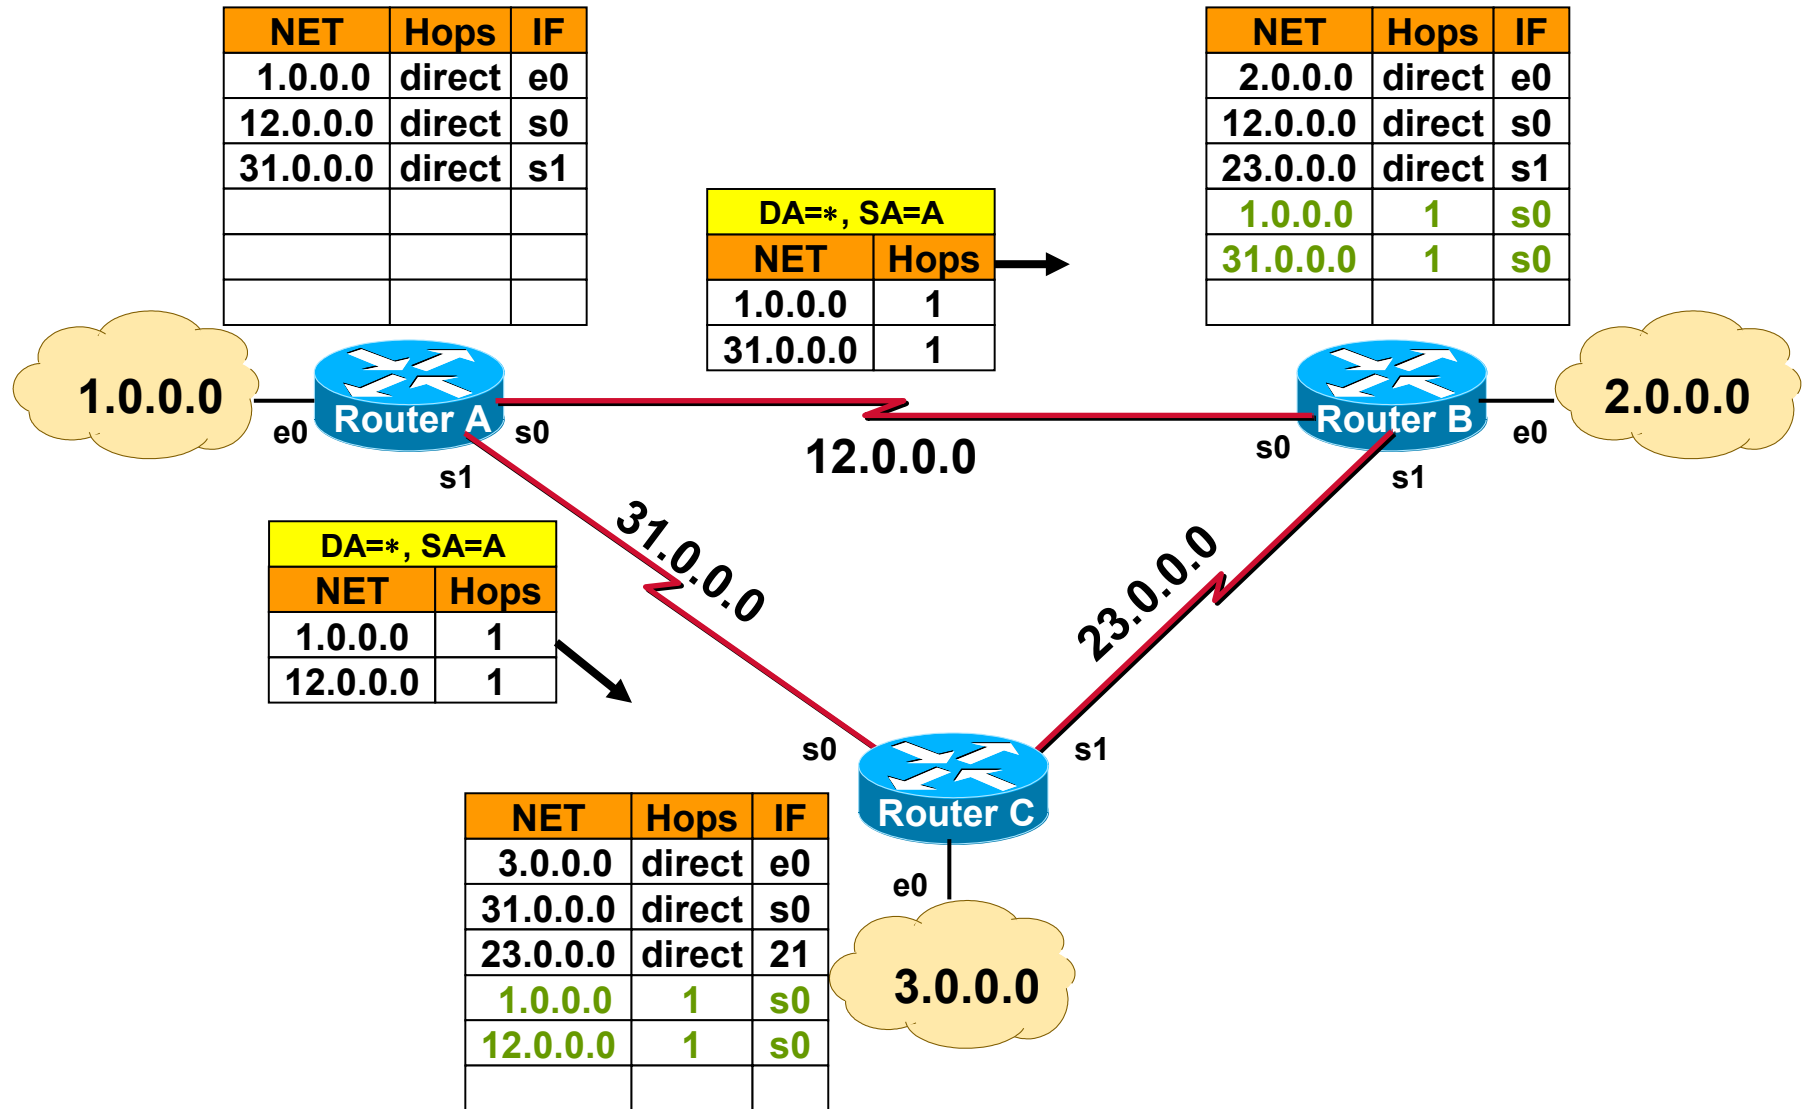 NET Hops IF
1.0.0.0 direct e0
12.0.0.0 direct s0
31.0.0.0 direct s1
NET Hops IF
2.0.0.0 direct e0
12.0.0.0 direct s0
23.0.0.0 direct s1
1.0.0.0 1 s0
31.0.0.0 1 s0
DA=*, SA=A
NET Hops
1.0.0.0 1
31.0.0.0 1
1.0.0.0
e0
Router A
s0
s1
12.0.0.0
s0
Router B
s1
e0
2.0.0.0
DA=*, SA=A
NET Hops
1.0.0.0 1
12.0.0.0 1
31.0.0.0
23.0.0.0
s0
Router C
s1
e0
3.0.0.0
NET Hops IF
3.0.0.0 direct e0
31.0.0.0 direct s0
23.0.0.0 direct 21
1.0.0.0 1 s0
12.0.0.0 1 s0